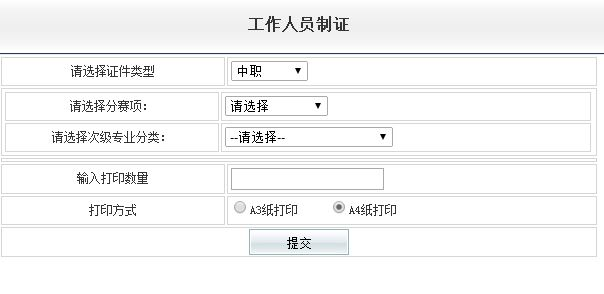 工作人员制证
请选择证件类型 中职
请选择分赛项: 请选择
请选择次级专业分类: --请选择--
输入打印数量
打印方式 A3纸打印 A4纸打印
提交